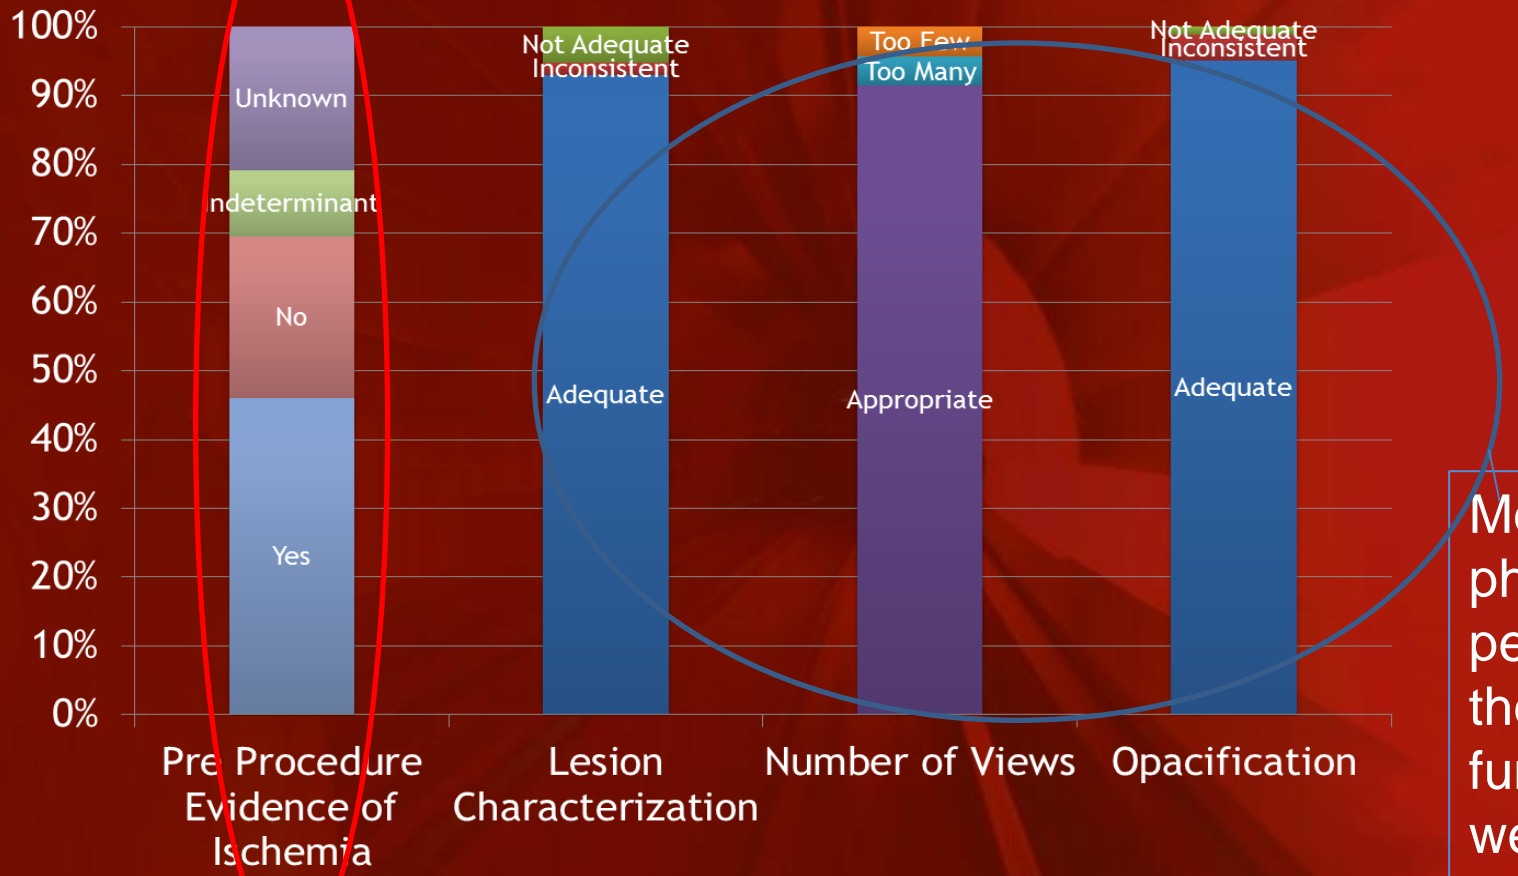 100%
90%
80%
70%
60%
50%
40%
30%
20%
10%
0%
Unknown
Indeterminant
No
Yes
Not Adequate
Inconsistent
Adequate
Too Few
Too Many
Appropriate
Not Adequate
Inconsistent
Adequate
Pre Procedure
Evidence of
Ischemia
Lesion
Characterization
Number of Views
Opacification